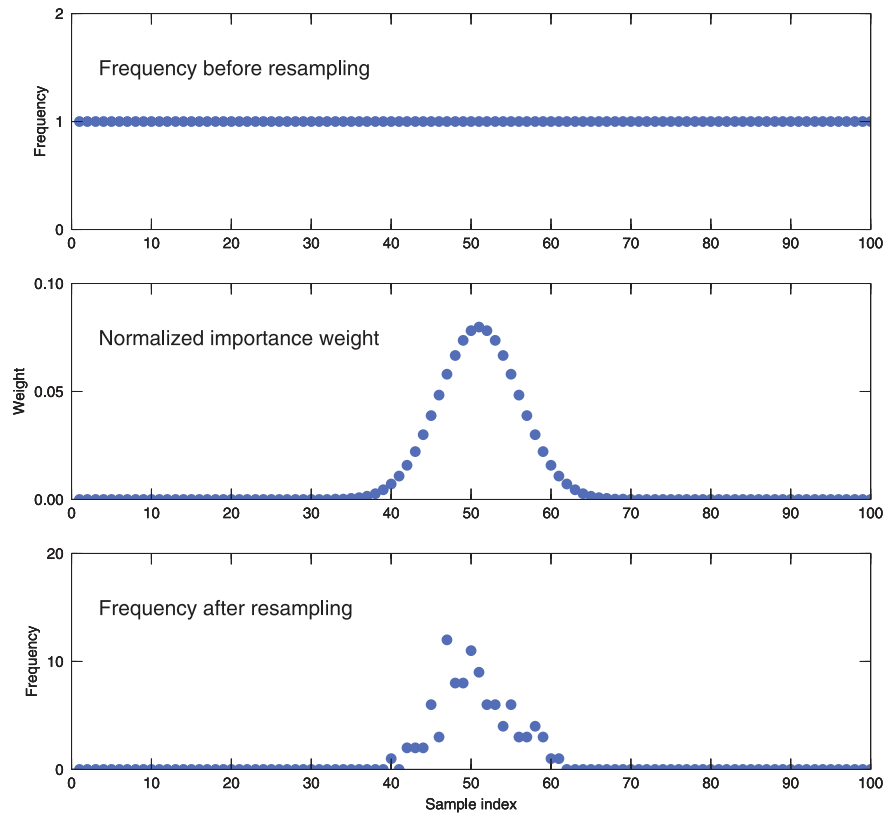 2
Frequency before resampling
Frequency
1
0
0 10 20 30 40 50 60 70 80 90 100
0.10
Normalized importance weight
Weight
0.05
0.00
0 10 20 30 40 50 60 70 80 90 100
20
Frequency after resampling
Frequency
10
0
0 10 20 30 40 50 60 70 80 90 100
Sample index